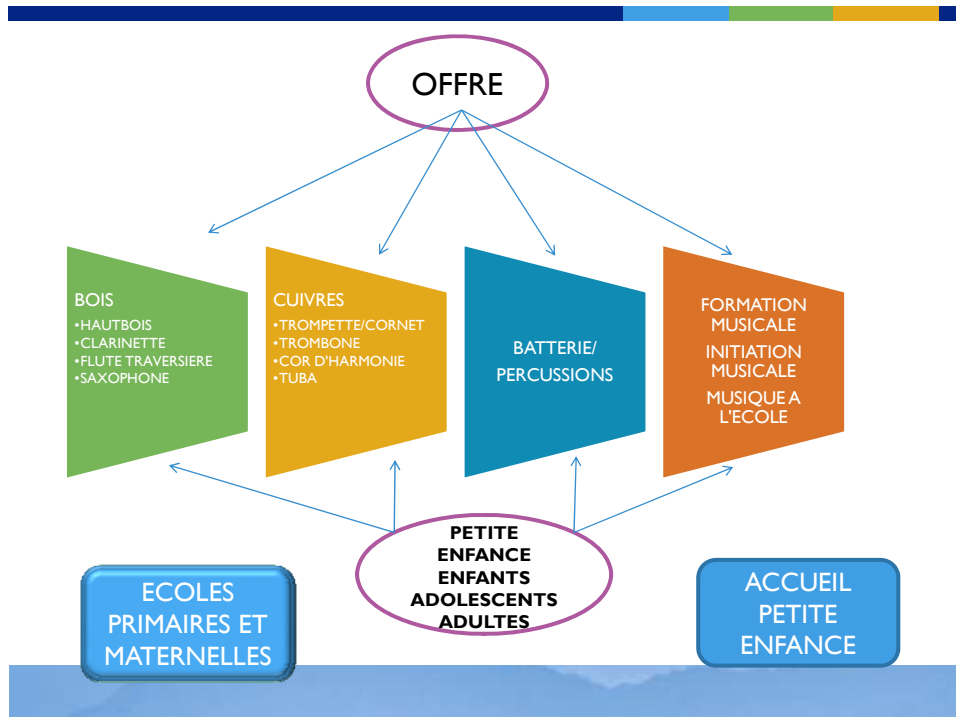 OFFRE
BOIS
•HAUTBOIS
•CLARINETTE
•FLUTE TRAVERSIERE
•SAXOPHONE
CUIVRES
•TROMPETTE/CORNET
•TROMBONE
•COR D'HARMONIE
•TUBA
BATTERIE/
PERCUSSIONS
FORMATION
MUSICALE
INITIATION
MUSICALE
MUSIQUE A
L'ECOLE
PETITE
ENFANCE
ENFANTS
ADOLESCENTS
ADULTES
ECOLES
PRIMAIRES ET
MATERNELLES
ACCUEIL
PETITE
ENFANCE